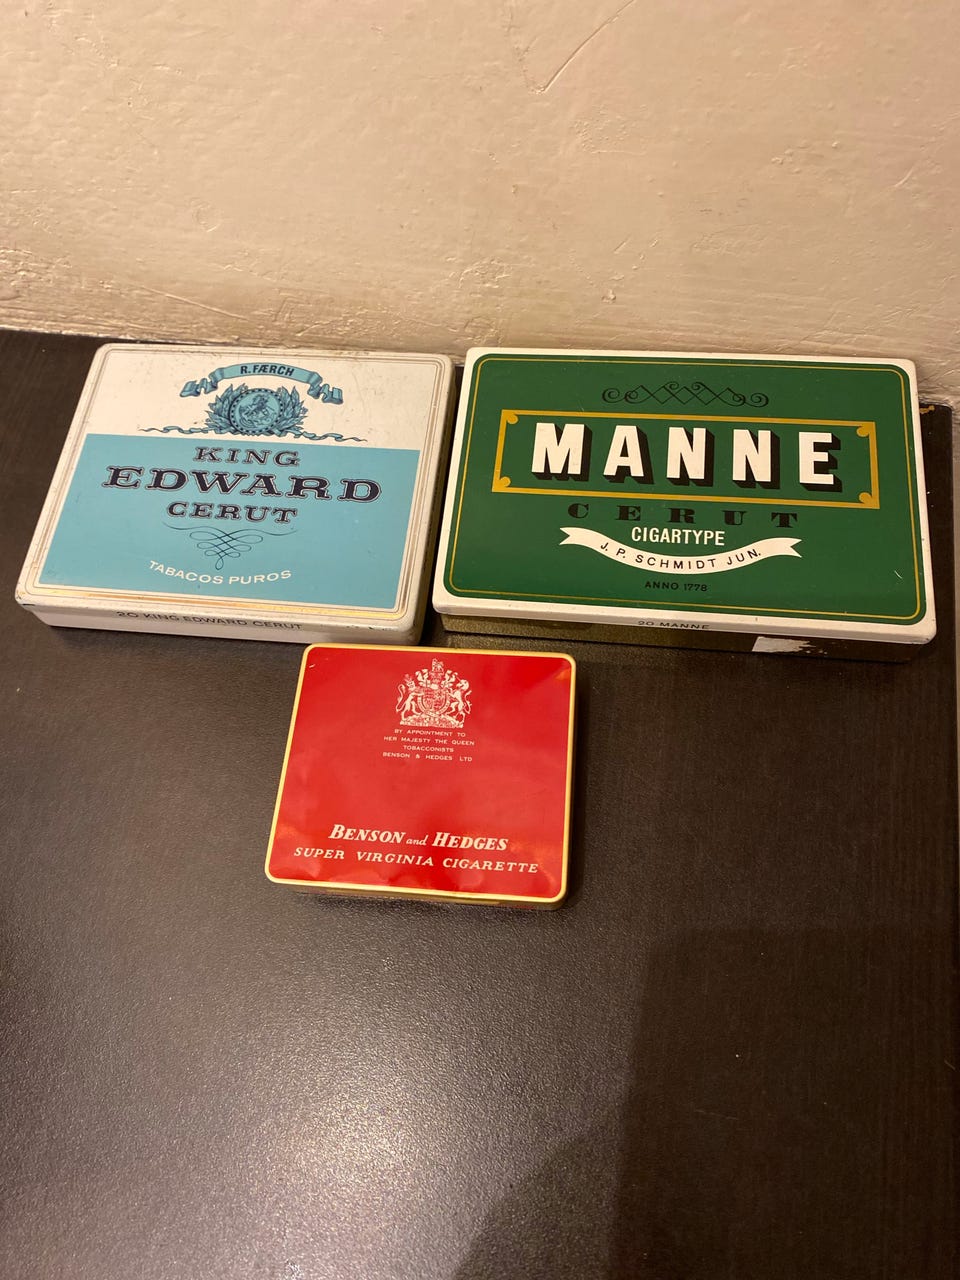 R. FÆRCH
KING
EDWARD
CERUT
TABACOS PUROS
20 KING EDWARD CERUT
MANNE
CERUT
CIGARTYPE
J. P. SCHMIDT JUN.
ANNO 1778
20 MANNE
BY APPOINTMENT TO
HER MAJESTY THE QUEEN
TOBACCONISTS
BENSON & HEDGES LTD
BENSON and HEDGES
SUPER VIRGINIA CIGARETTE